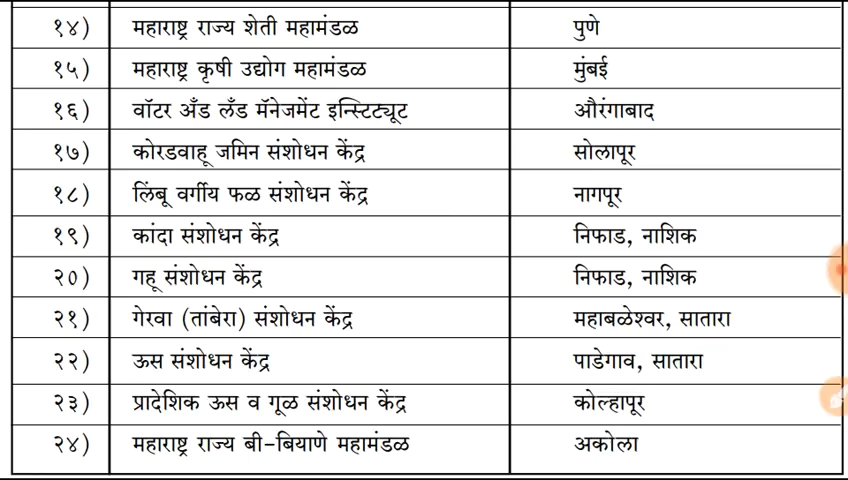 १४) महाराष्ट्र राज्य शेती महामंडळ पुणे
१५) महाराष्ट्र कृषी उद्योग महामंडळ मुंबई
१६) वॉटर अँड लँड मॅनेजमेंट इन्स्टिट्यूट औरंगाबाद
१७) कोरडवाहू जमिन संशोधन केंद्र सोलापूर
१८) लिंबू वर्गीय फळ संशोधन केंद्र नागपूर
१९) कांदा संशोधन केंद्र निफाड, नाशिक
२०) गहू संशोधन केंद्र निफाड, नाशिक
२१) गेरवा (तांबेरा) संशोधन केंद्र महाबळेश्वर, सातारा
२२) ऊस संशोधन केंद्र पाडेगाव, सातारा
२३) प्रादेशिक ऊस व गूळ संशोधन केंद्र कोल्हापूर
२४) महाराष्ट्र राज्य बी-बियाणे महामंडळ अकोला